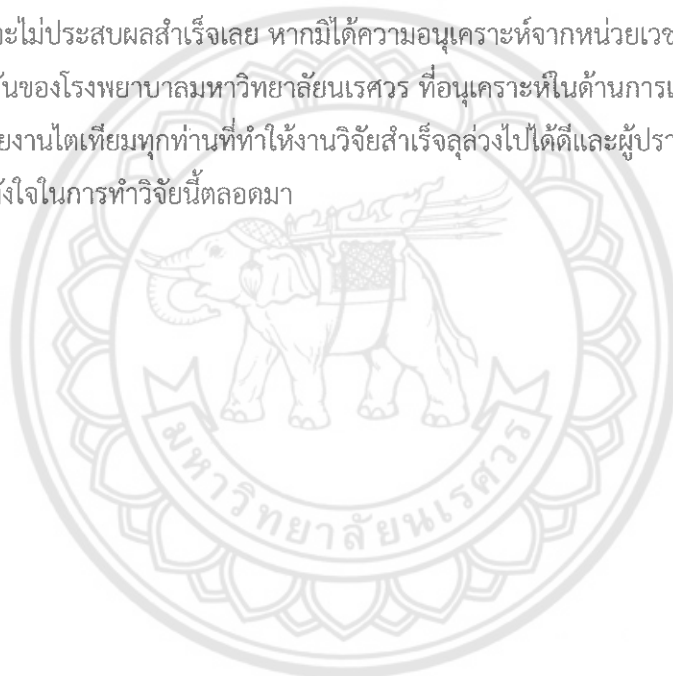 ะไม่ประสบผลสำเร็จเลย หากมิได้ความอนุเคราะห์จากหน่วยเวช
ันของโรงพยาบาลมหาวิทยาลัยนเรศวร ที่อนุเคราะห์ในด้านการเ
ยงานไตเทียมทุกท่านที่ทำให้งานวิจัยสำเร็จลุล่วงไปได้ดีและผู้ปรา
ังใจในการทำวิจัยนี้ตลอดมา
มหาวิทยาลัยนเรศวร